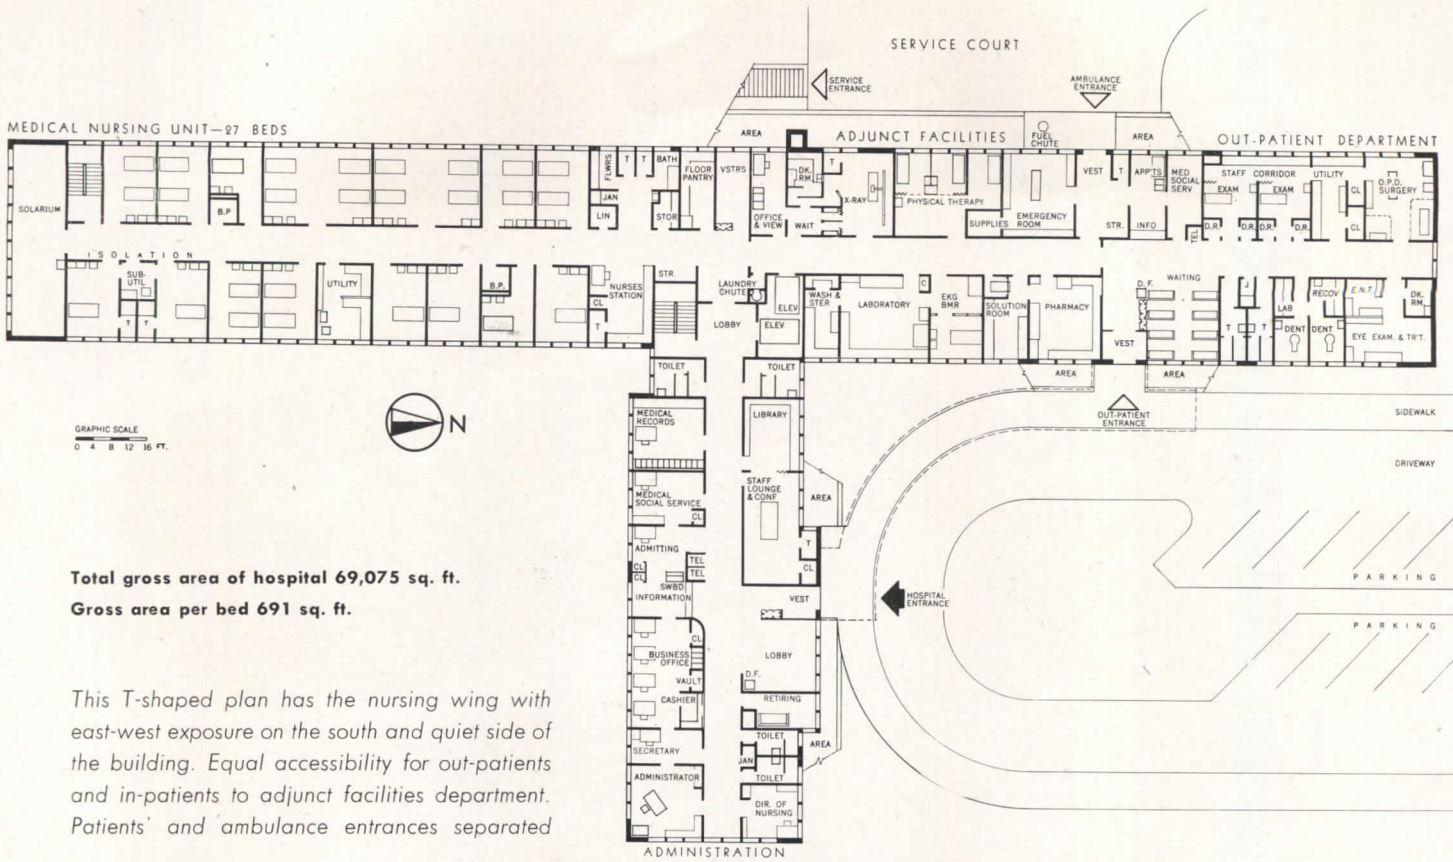 SERVICE COURT
SERVICE
ENTRANCE
AMBULANCE
ENTRANCE
MEDICAL NURSING UNIT—27 BEDS
AREA
ADJUNCT FACILITIES
FUEL
CHUTE
AREA
OUT-PATIENT DEPARTMENT
SOLARIUM
B.P
FLWRS
T
T
BATH
JAN
LIN
STOR
FLOOR
PANTRY
VSTRS
OFFICE
& VIEW
DK.
RM.
WAIT
T
X-RAY
PHYSICAL THERAPY
SUPPLIES
EMERGENCY
ROOM
VEST
T
APP'TS
STR.
INFO
MED
SOCIAL
SERV
TEL
STAFF CORRIDOR
EXAM
EXAM
D.R.
D.R.
D.R.
D.R.
UTILITY
CL
CL
O.P.D.
SURGERY
ISOLATION
SUB-
UTIL
T
T
UTILITY
B.P.
NURSES
STATION
CL
T
STR.
LAUNDRY
CHUTE
LOBBY
ELEV
ELEV
WASH &
STER
LABORATORY
C
EKG
BMR
SOLUTION
ROOM
PHARMACY
D.F.
VEST
WAITING
T
J
T
LAB
DENT
RECOV
DENT
E.N.T.
DK.
RM.
EYE EXAM. & TR'T.
TOILET
TOILET
AREA
AREA
OUT-PATIENT
ENTRANCE
SIDEWALK
DRIVEWAY
N
GRAPHIC SCALE
0 4 8 12 16 FT.
MEDICAL
RECORDS
LIBRARY
MEDICAL
SOCIAL SERVICE
CL
STAFF
LOUNGE
& CONF
AREA
ADMITTING
TEL
TEL
CL
CL
SWBD
INFORMATION
T
CL
VEST
HOSPITAL
ENTRANCE
PARKING
PARKING
Total gross area of hospital 69,075 sq. ft.
Gross area per bed 691 sq. ft.
CL
BUSINESS
OFFICE
VAULT
CASHIER
LOBBY
D.F.
RETIRING
TOILET
AREA
SECRETARY
JAN
TOILET
ADMINISTRATOR
DIR. OF
NURSING
ADMINISTRATION
This T-shaped plan has the nursing wing with
east-west exposure on the south and quiet side of
the building. Equal accessibility for out-patients
and in-patients to adjunct facilities department.
Patients' and ambulance entrances separated